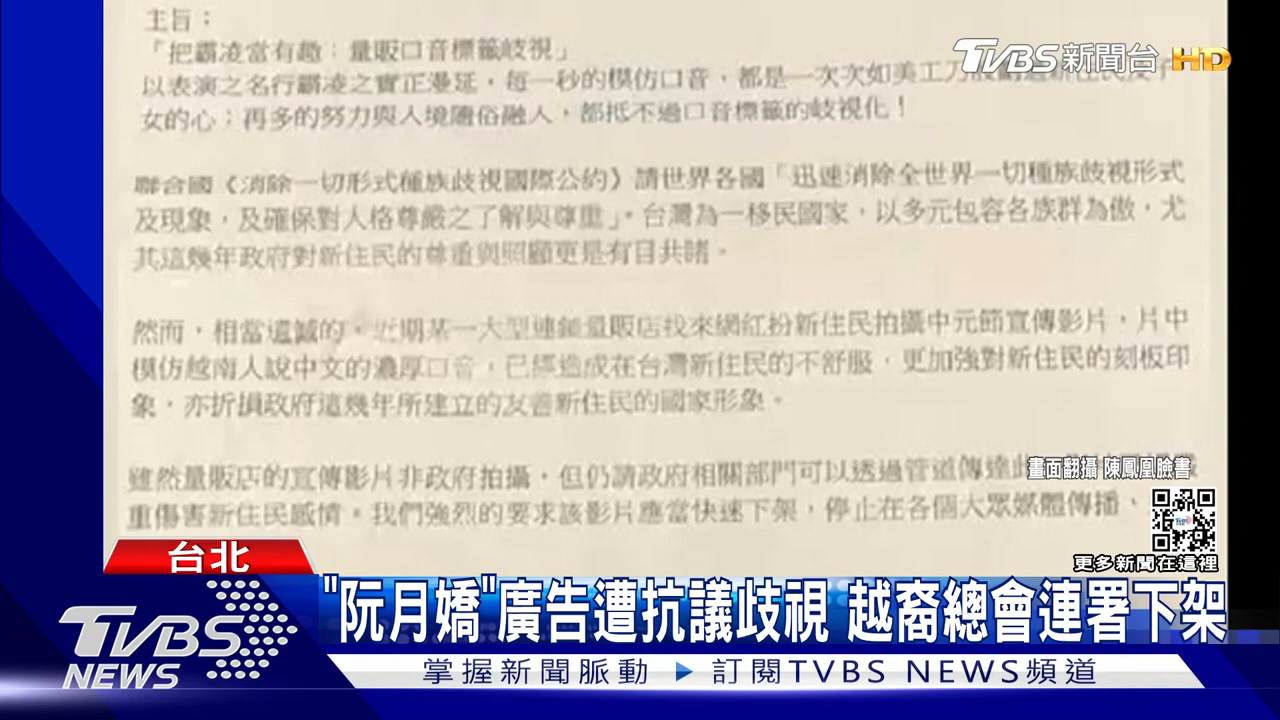 主旨：
「把霸凌當有趣：量販口音標籤歧視」
以表演之名行霸凌之實正蔓延，每一秒的模仿口音，都是一次次如美工刀
女的心；再多的努力與入境隨俗融入，都抵不過口音標籤的歧視化！
TVBS新聞台 HD
聯合國《消除一切形式種族歧視國際公約》請世界各國「迅速消除全世界一切種族歧視形式
及現象，及確保對人格尊嚴之了解與尊重」。台灣為一移民國家，以多元包容各族群為傲，尤
其這幾年政府對新住民的尊重與照顧更是有目共睹。
然而，相當遺憾的，近期某一大型連鎖量販店找來網紅扮新住民拍攝中元節宣傳影片，片中
模仿越南人說中文的濃厚口音，已經造成在台灣新住民的不舒服，更加強對新住民的刻板印
象，亦折損政府這幾年所建立的友善新住民的國家形象。
雖然量販店的宣傳影片非政府拍攝，但仍請政府相關部門可以透過管道傳達
重傷害新住民感情。我們強烈的要求該影片應當快速下架，停止在各個大眾媒體傳播，
畫面翻攝 陳鳳凰臉書
更多新聞在這裡
台北
"阮月嬌"廣告遭抗議歧視 越裔總會連署下架
TVBS NEWS
掌握新聞脈動 ▶ 訂閱TVBS NEWS頻道